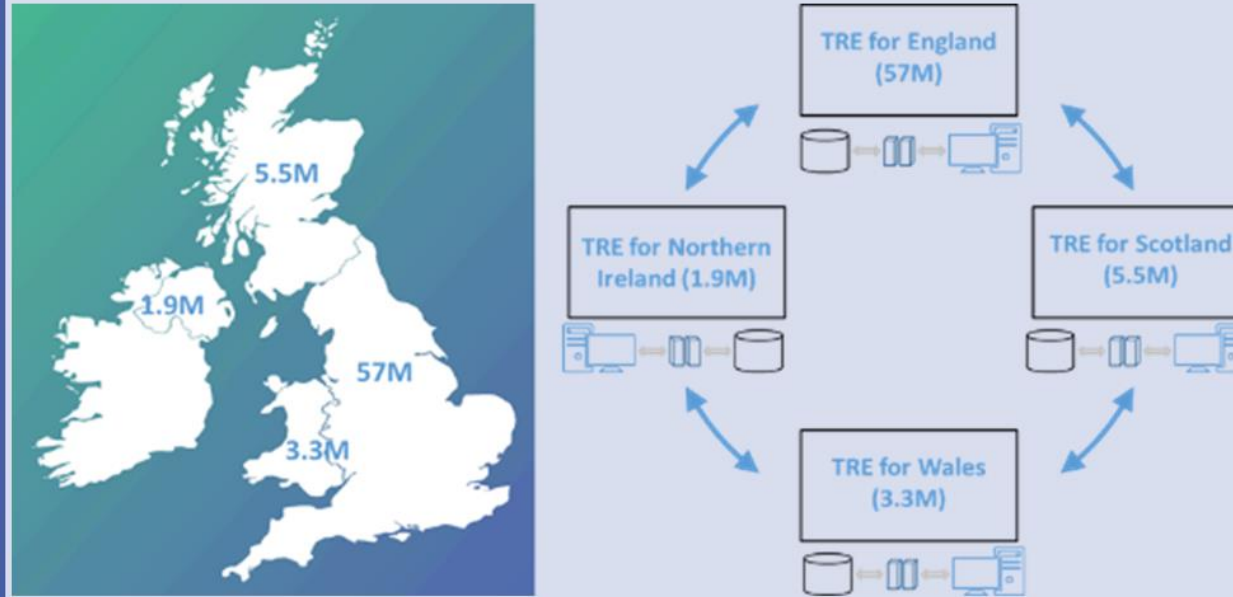 5.5M
1.9M
57M
3.3M
TRE for England
(57M)
TRE for Northern
Ireland (1.9M)
TRE for Scotland
(5.5M)
TRE for Wales
(3.3M)